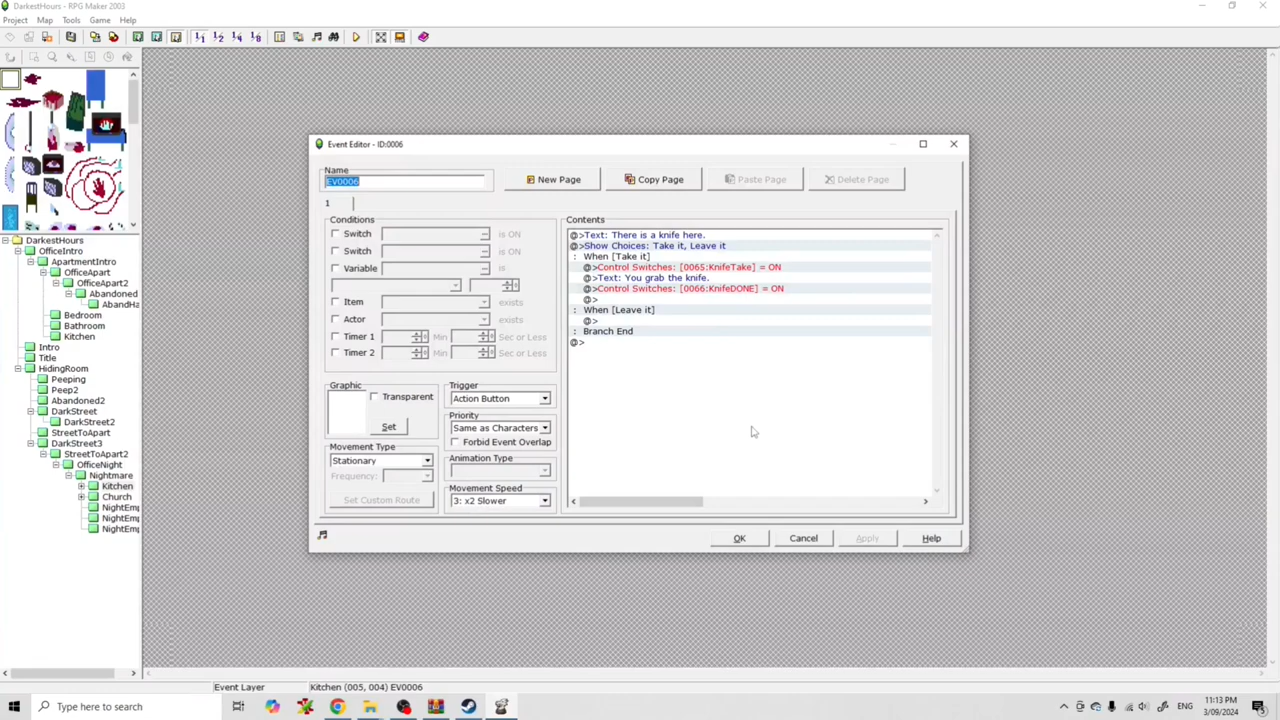 DarkestHours - RPG Maker 2003
Project Map Tools Game Help
DarkestHours
OfficeIntro
ApartmentIntro
OfficeApart
OfficeApart2
Abandoned
AbandHa
Bedroom
Bathroom
Kitchen
Intro
Title
HidingRoom
Peeping
Peep2
Abandoned2
DarkStreet
DarkStreet2
StreetToApart
DarkStreet3
StreetToApart2
OfficeNight
Nightmare
Kitchen
Church
NightEmp
NightEmp
NightEmp
Event Editor - ID:0006
Name
EV0006
New Page Copy Page Paste Page Delete Page
1
Conditions
Switch is ON
Switch is ON
Variable is
Item exists
Actor exists
Timer 1 Min Sec or Less
Timer 2 Min Sec or Less
Graphic
Transparent
Set
Movement Type
Stationary
Frequency:
Set Custom Route
Trigger
Action Button
Priority
Same as Characters
Forbid Event Overlap
Animation Type
Movement Speed
3: x2 Slower
Contents
@>Text: There is a knife here.
@>Show Choices: Take it, Leave it
: When [Take it]
@>Control Switches: [0065:KnifeTake] = ON
@>Text: You grab the knife.
@>Control Switches: [0066:KnifeDONE] = ON
@>
: When [Leave it]
@>
: Branch End
@>
OK Cancel Apply Help
Event Layer Kitchen (005, 004) EV0006
Type here to search
ENG 11:13 PM
3/09/2024